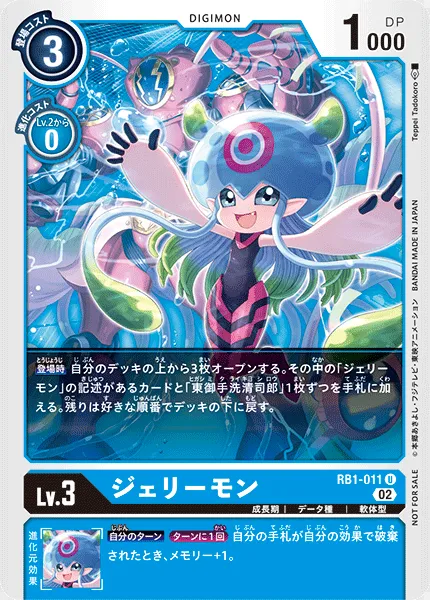 登場コスト
3
DIGIMON
1000
DP
進化コスト
Lv.2から
0
Teppei Tadokoro
BANDAI MADE IN JAPAN
©本郷あきよし・フジテレビ・東映アニメーション
NOT FOR SALE
登場時 自分のデッキの上から3枚オープンする。その中の「ジェリー
モン」の記述があるカードと「東御手洗清司郎」1枚ずつを手札に加
える。残りは好きな順番でデッキの下に戻す。
RB1-011 U
02
Lv.3
ジェリーモン
成長期 | データ種 | 軟体型
進化元効果
自分のターン ターンに1回 自分の手札が自分の効果で破棄
されたとき、メモリー+1。